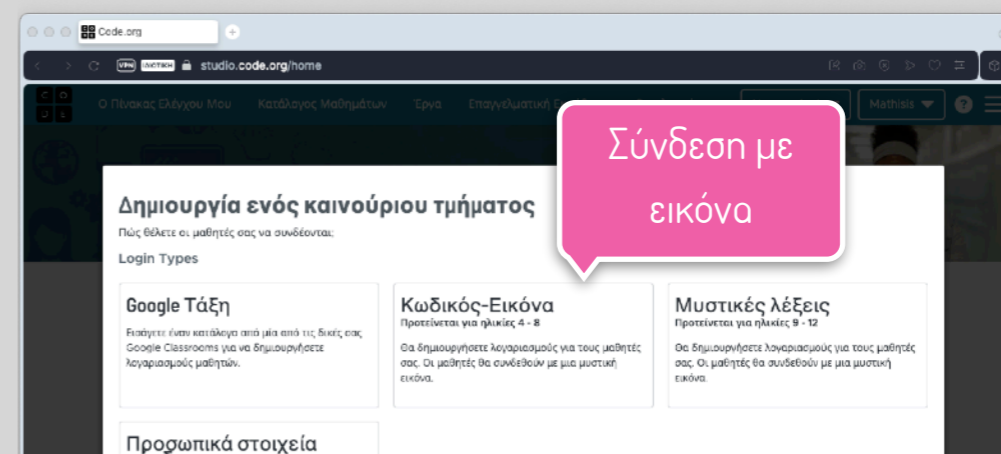 Code.org
VPN ΙΔΙΩΤΙΚΗ studio.code.org/home
Ο Πίνακας Ελέγχου Μου Κατάλογος Μαθημάτων Έργα Επαγγελματική Mathisis ?
Σύνδεση με
εικόνα
Δημιουργία ενός καινούριου τμήματος
Πώς θέλετε οι μαθητές σας να συνδέονται;
Login Types
Google Τάξη
Εισάγετε έναν κατάλογο από μία από τις δικές σας
Google Classrooms για να δημιουργήσετε
λογαριασμούς μαθητών.
Κωδικός-Εικόνα
Προτείνεται για ηλικίες 4 - 8
Θα δημιουργήσετε λογαριασμούς για τους μαθητές
σας. Οι μαθητές θα συνδεθούν με μια μυστική
εικόνα.
Μυστικές λέξεις
Προτείνεται για ηλικίες 9 - 12
Θα δημιουργήσετε λογαριασμούς για τους μαθητές
σας. Οι μαθητές θα συνδεθούν με μια μυστική
εικόνα.
Προσωπικά στοιχεία